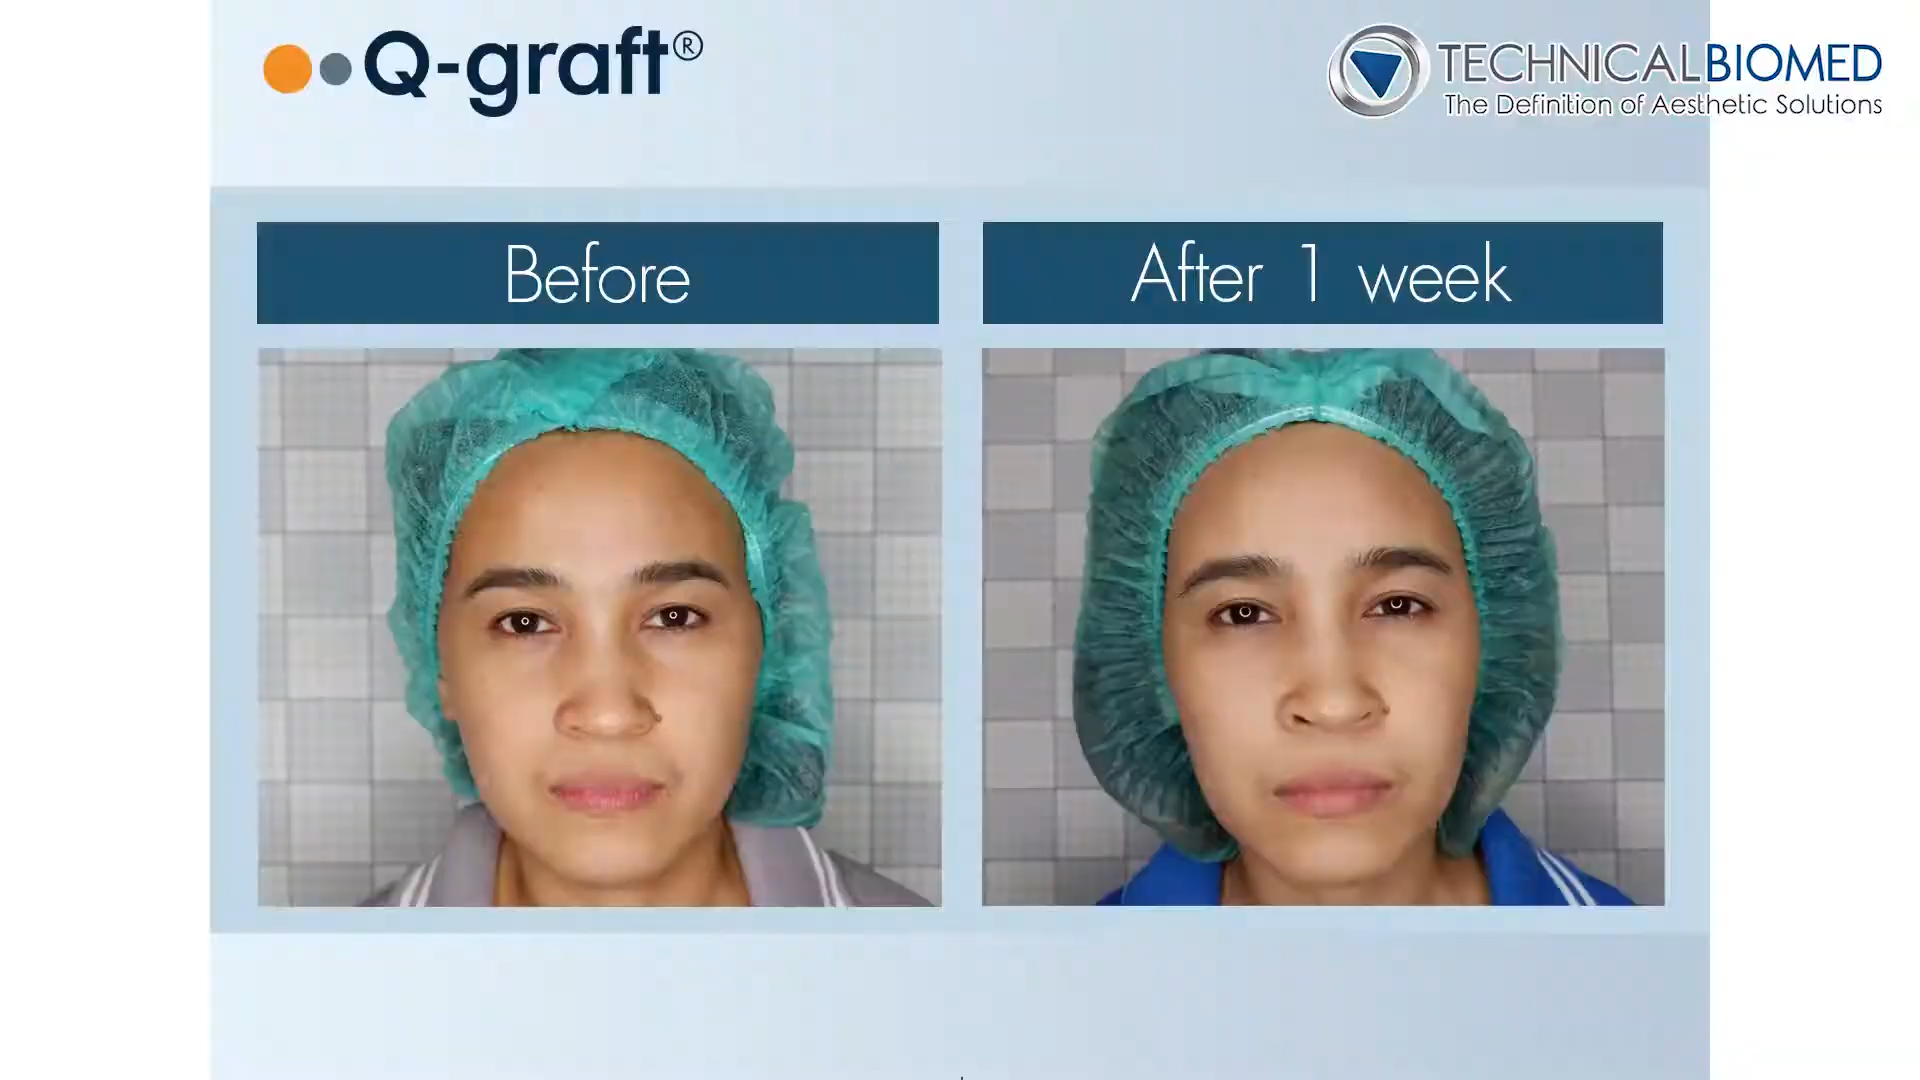 Q-graft®
TECHNICALBIOMED
The Definition of Aesthetic Solutions
Before
After 1 week